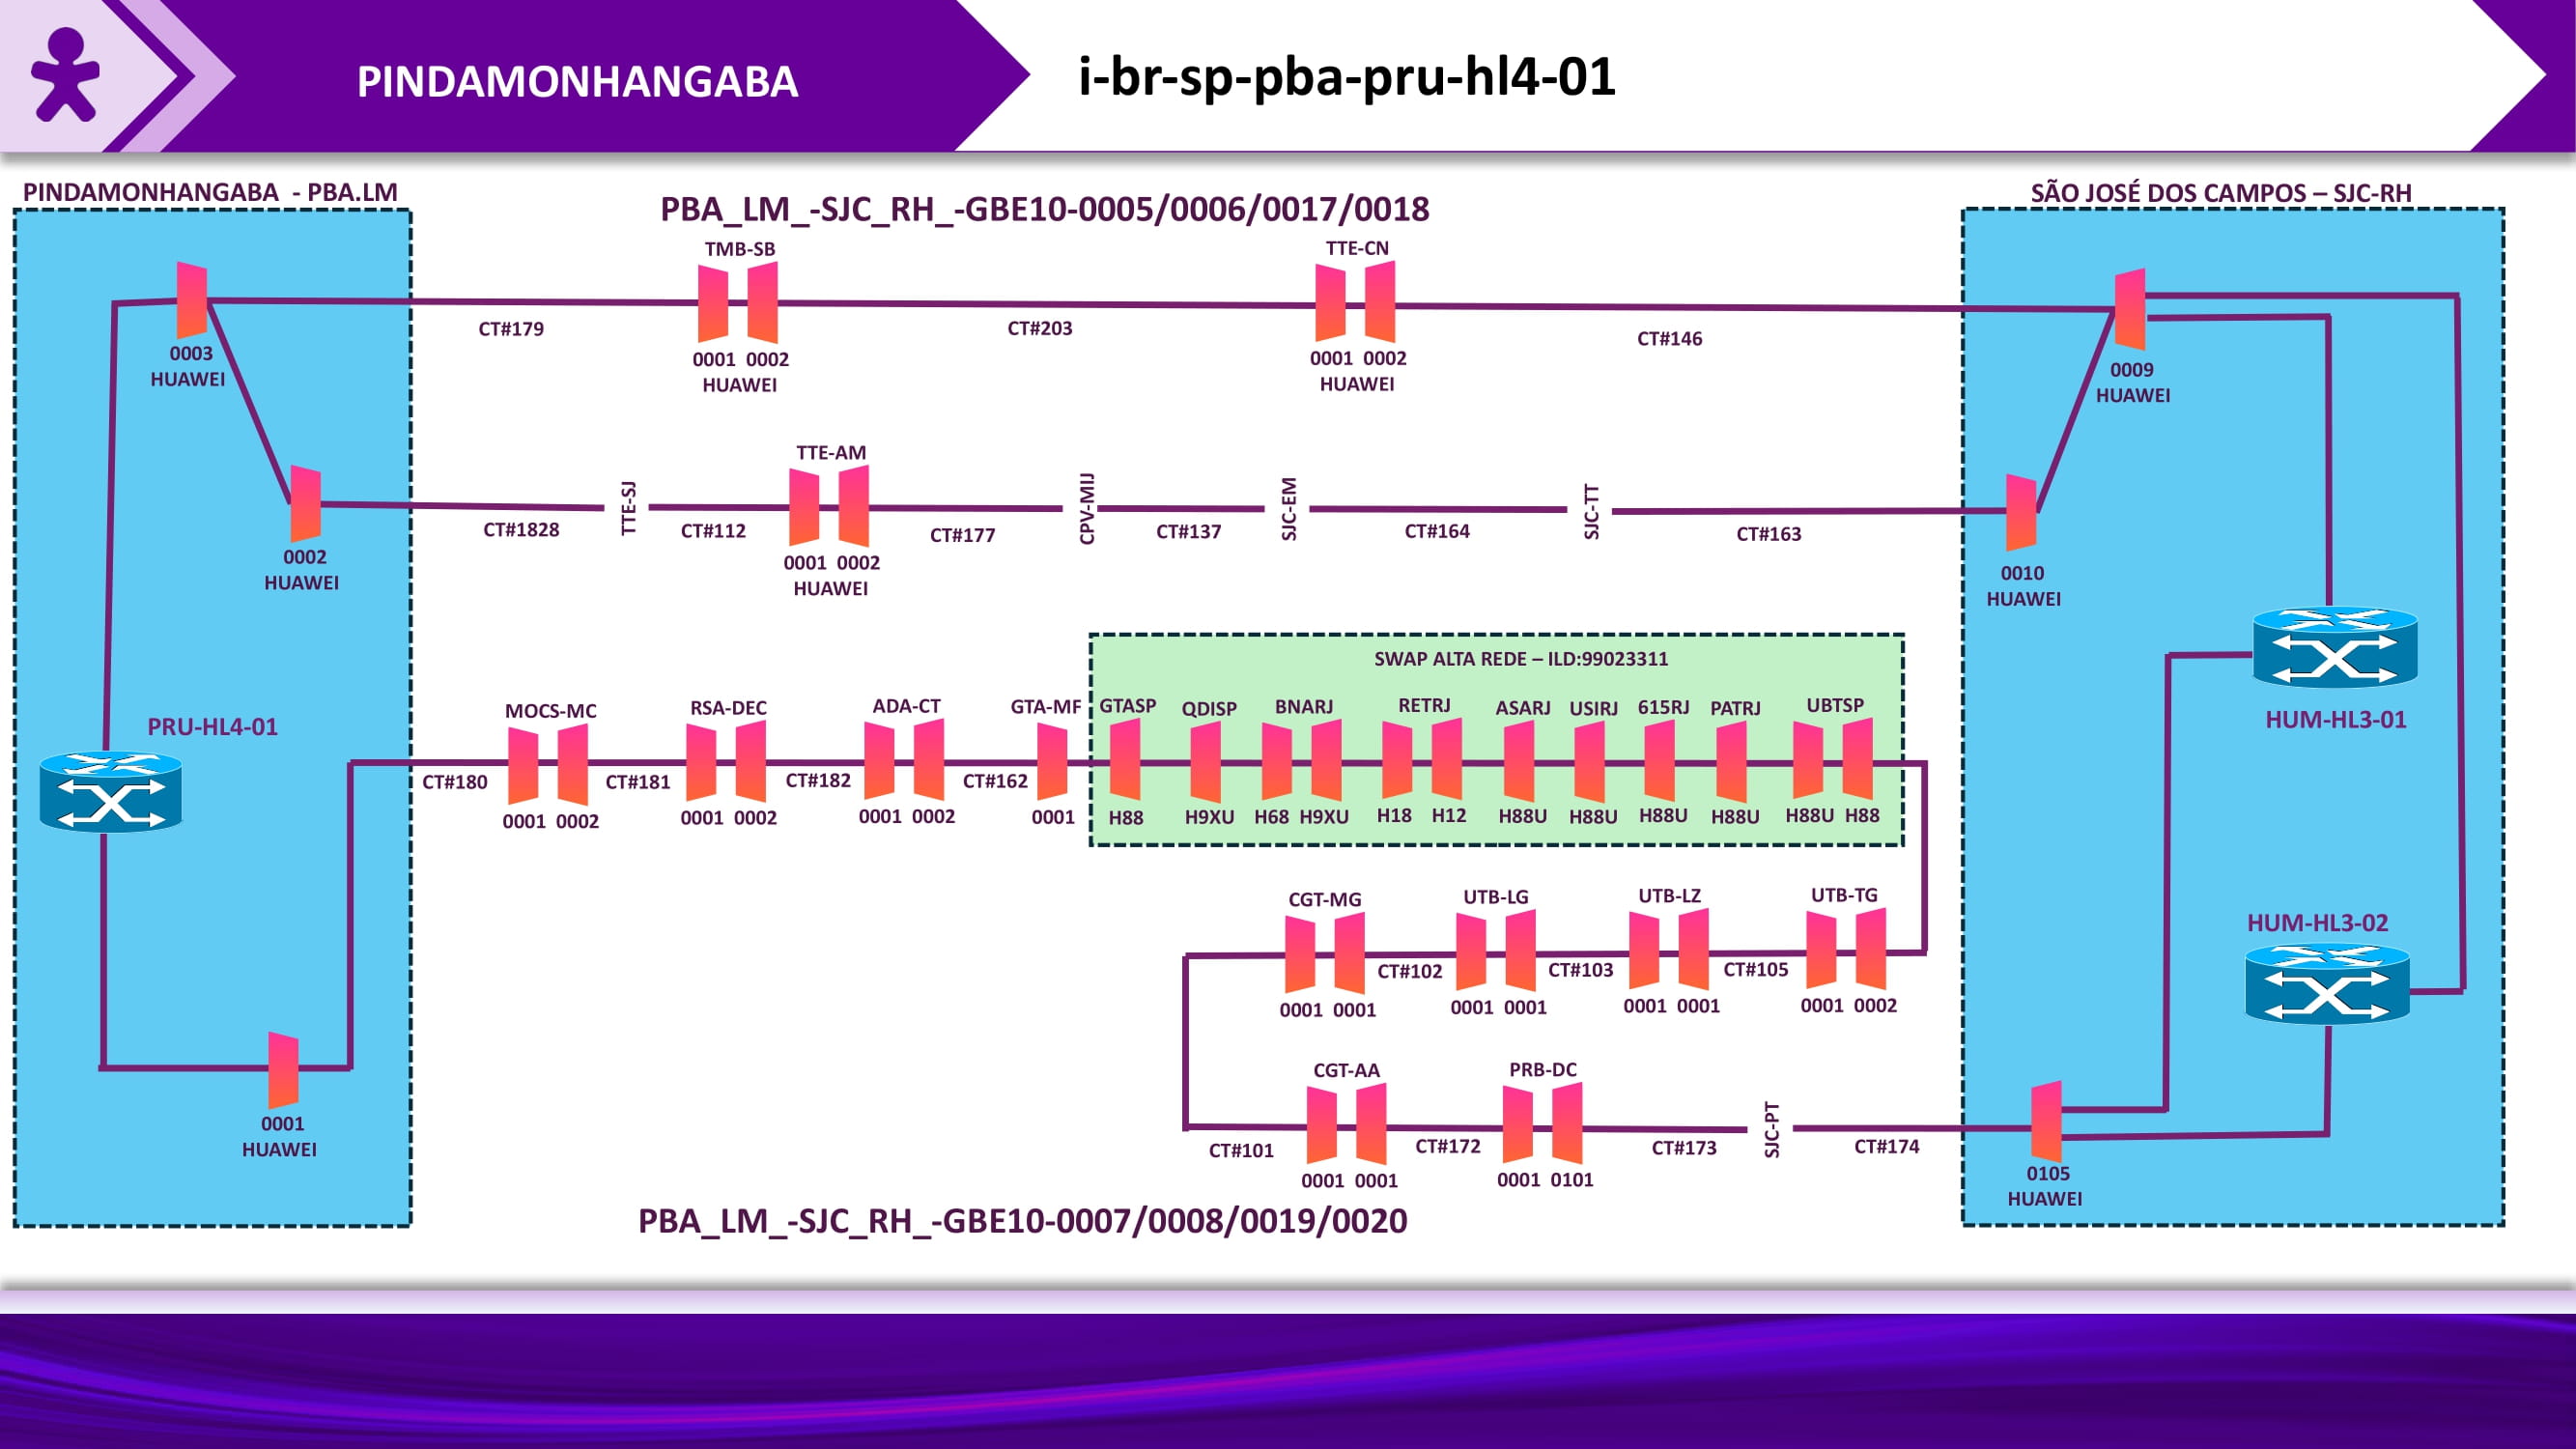 PINDAMONHANGABA
i-br-sp-pba-pru-hl4-01
PINDAMONHANGABA - PBA.LM
PBA_LM_-SJC_RH_-GBE10-0005/0006/0017/0018
SÃO JOSÉ DOS CAMPOS – SJC-RH
TMB-SB
TTE-CN
0003
HUAWEI
CT#179
0001 0002
HUAWEI
CT#203
0001 0002
HUAWEI
CT#146
0009
HUAWEI
TTE-AM
0002
HUAWEI
CT#1828
TTE-SJ
CT#112
0001 0002
HUAWEI
CT#177
CPV-MIJ
CT#137
SJC-EM
CT#164
SJC-TT
CT#163
0010
HUAWEI
SWAP ALTA REDE – ILD:99023311
PRU-HL4-01
MOCS-MC
RSA-DEC
ADA-CT
GTA-MF
GTASP
QDISP
BNARJ
RETRJ
ASARJ
USIRJ
615RJ
PATRJ
UBTSP
HUM-HL3-01
CT#180
CT#181
CT#182
CT#162
0001 0002
0001 0002
0001 0002
0001
H88
H9XU
H68 H9XU
H18 H12
H88U
H88U
H88U
H88U
H88U H88
CGT-MG
UTB-LG
UTB-LZ
UTB-TG
HUM-HL3-02
CT#102
CT#103
CT#105
0001 0001
0001 0001
0001 0001
0001 0002
CGT-AA
PRB-DC
0001
HUAWEI
CT#101
CT#172
CT#173
SJC-PT
CT#174
0001 0001
0001 0101
0105
HUAWEI
PBA_LM_-SJC_RH_-GBE10-0007/0008/0019/0020